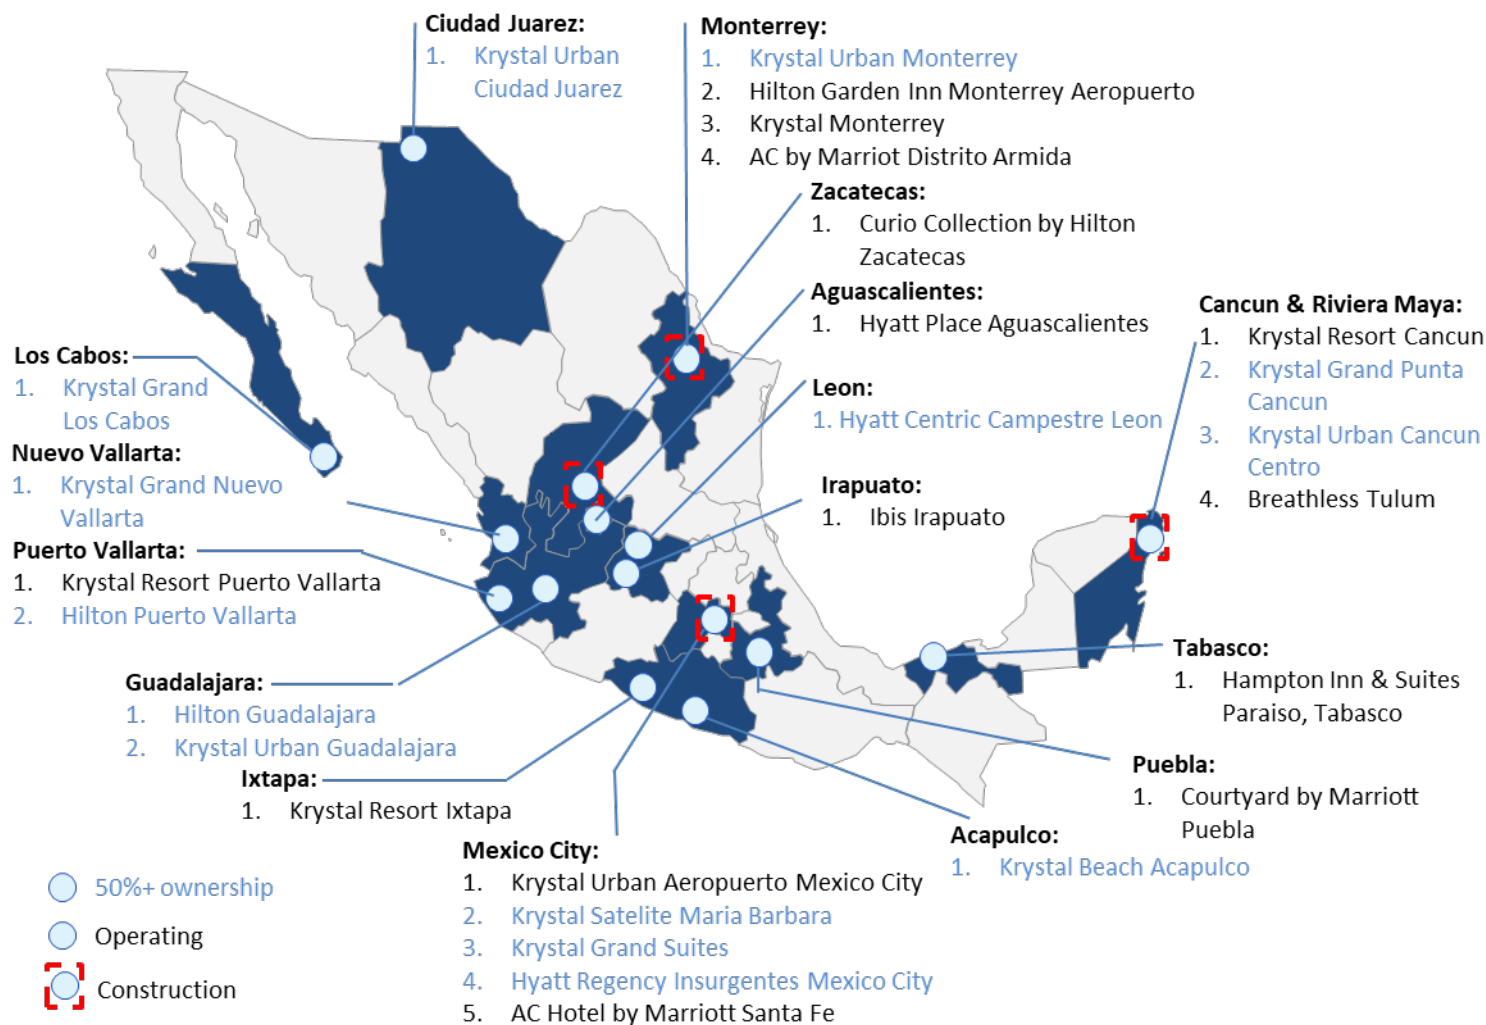 Ciudad Juarez:
1. Krystal Urban
Ciudad Juarez
Monterrey:
1. Krystal Urban Monterrey
2. Hilton Garden Inn Monterrey Aeropuerto
3. Krystal Monterrey
4. AC by Marriot Distrito Armida
Zacatecas:
1. Curio Collection by Hilton
Zacatecas
Aguascalientes:
1. Hyatt Place Aguascalientes
Cancun & Riviera Maya:
1. Krystal Resort Cancun
2. Krystal Grand Punta
Cancun
3. Krystal Urban Cancun
Centro
4. Breathless Tulum
Leon:
1. Hyatt Centric Campestre Leon
Irapuato:
1. Ibis Irapuato
Los Cabos:
1. Krystal Grand
Los Cabos
Nuevo Vallarta:
1. Krystal Grand Nuevo
Vallarta
Puerto Vallarta:
1. Krystal Resort Puerto Vallarta
2. Hilton Puerto Vallarta
Guadalajara:
1. Hilton Guadalajara
2. Krystal Urban Guadalajara
Ixtapa:
1. Krystal Resort Ixtapa
Tabasco:
1. Hampton Inn & Suites
Paraiso, Tabasco
Puebla:
1. Courtyard by Marriott
Puebla
Acapulco:
1. Krystal Beach Acapulco
Mexico City:
1. Krystal Urban Aeropuerto Mexico City
2. Krystal Satelite Maria Barbara
3. Krystal Grand Suites
4. Hyatt Regency Insurgentes Mexico City
5. AC Hotel by Marriott Santa Fe
50%+ ownership
Operating
Construction